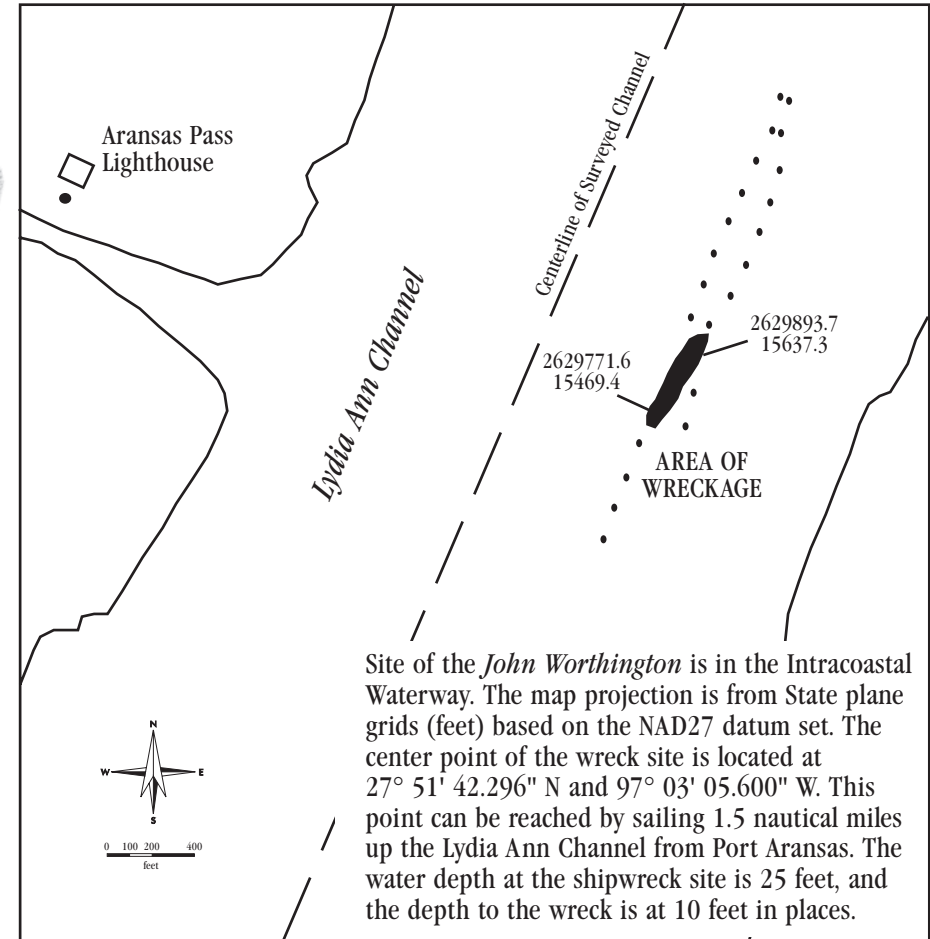 Aransas Pass
Lighthouse
Centerline of Surveyed Channel
Lydia Ann Channel
2629893.7
15637.3
2629771.6
15469.4
AREA OF
WRECKAGE
Site of the John Worthington is in the Intracoastal
Waterway. The map projection is from State plane
grids (feet) based on the NAD27 datum set. The
center point of the wreck site is located at
27° 51' 42.296" N and 97° 03' 05.600" W. This
point can be reached by sailing 1.5 nautical miles
up the Lydia Ann Channel from Port Aransas. The
water depth at the shipwreck site is 25 feet, and
the depth to the wreck is at 10 feet in places.
N
W E
S
0 100 200 400
feet